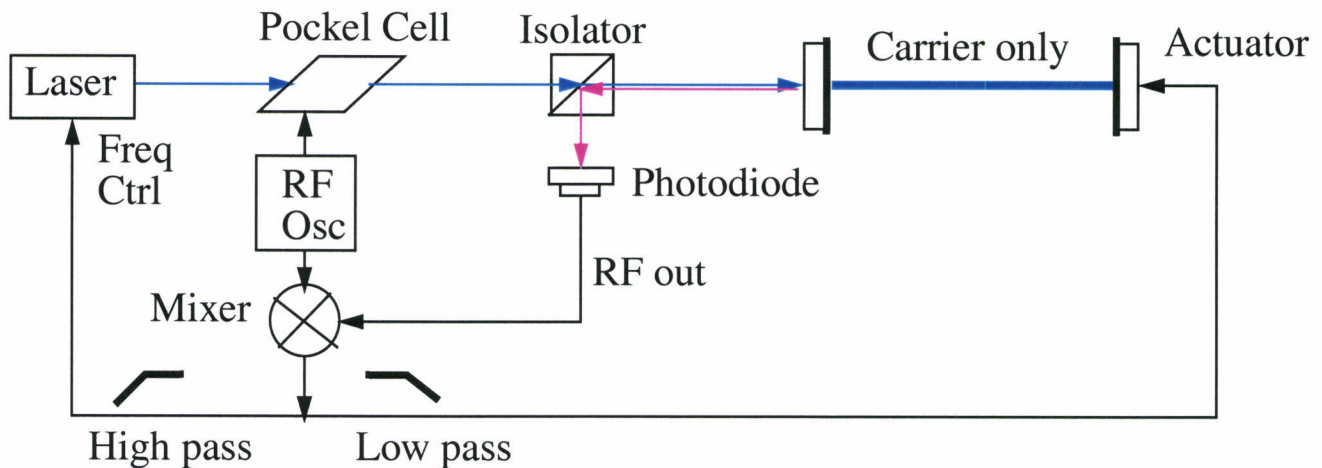 Pockel Cell
Isolator
Carrier only
Actuator
Laser
Freq
Ctrl
RF
Osc
Photodiode
RF out
Mixer
High pass
Low pass